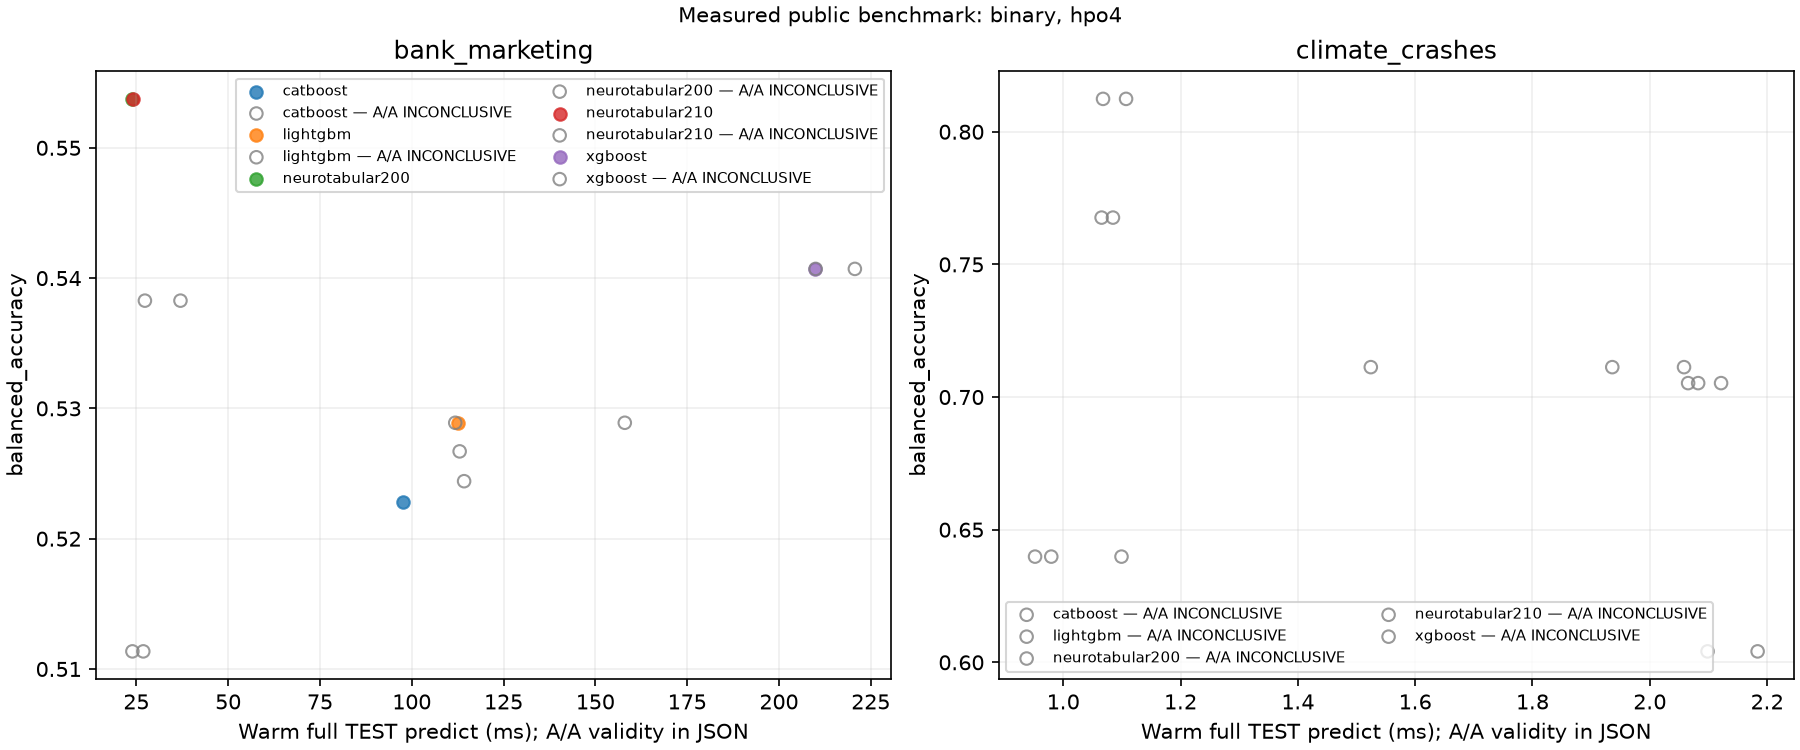 Measured public benchmark: binary, hpo4
bank_marketing
balanced_accuracy
0.55
0.54
0.53
0.52
0.51
catboost
catboost — A/A INCONCLUSIVE
lightgbm
lightgbm — A/A INCONCLUSIVE
neurotabular200
neurotabular200 — A/A INCONCLUSIVE
neurotabular210
neurotabular210 — A/A INCONCLUSIVE
xgboost
xgboost — A/A INCONCLUSIVE
25 50 75 100 125 150 175 200 225
Warm full TEST predict (ms); A/A validity in JSON
climate_crashes
balanced_accuracy
0.80
0.75
0.70
0.65
0.60
catboost — A/A INCONCLUSIVE
lightgbm — A/A INCONCLUSIVE
neurotabular200 — A/A INCONCLUSIVE
neurotabular210 — A/A INCONCLUSIVE
xgboost — A/A INCONCLUSIVE
1.0 1.2 1.4 1.6 1.8 2.0 2.2
Warm full TEST predict (ms); A/A validity in JSON